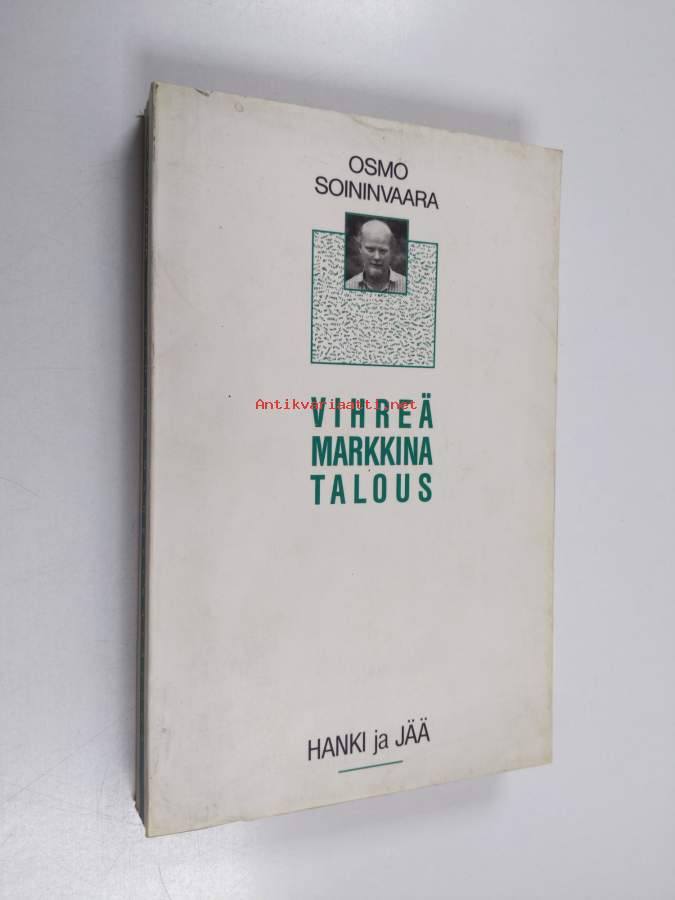 OSMO
SOININVAARA
Antikvariaatti.net
VIHREÄ
MARKKINA
TALOUS
HANKI ja JÄÄ